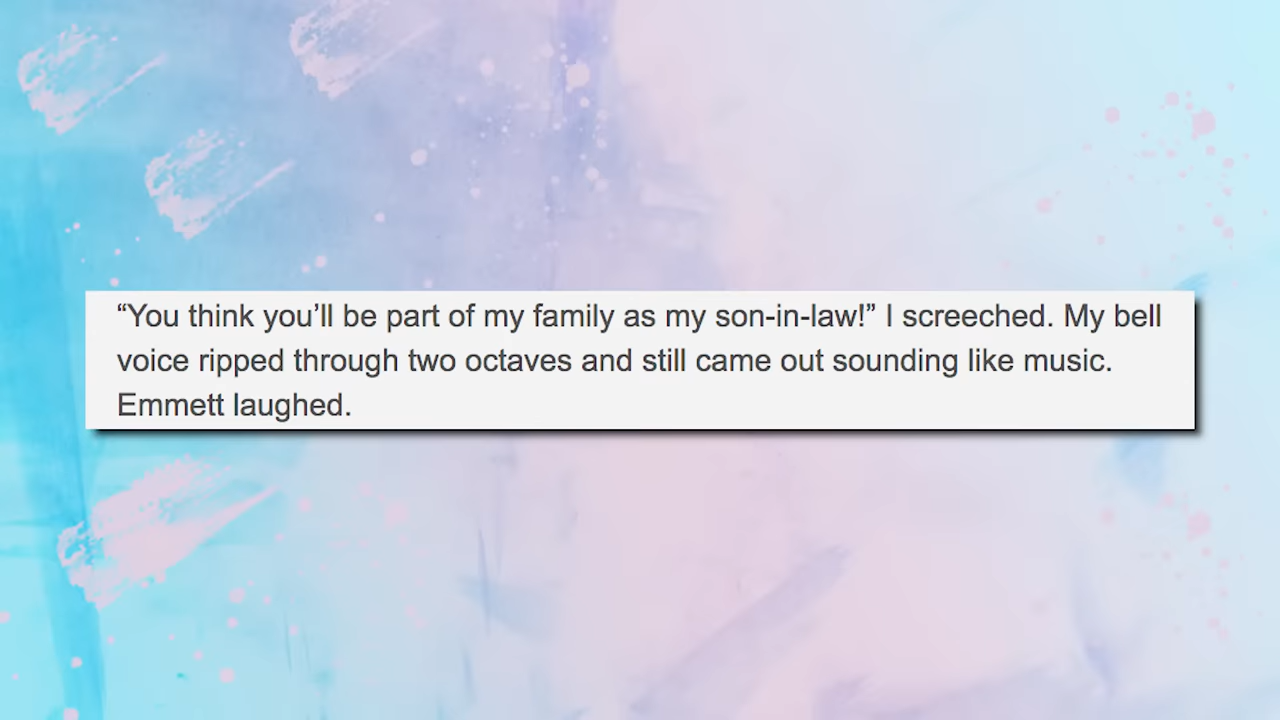 “You think you’ll be part of my family as my son-in-law!” I screeched. My bell
voice ripped through two octaves and still came out sounding like music.
Emmett laughed.